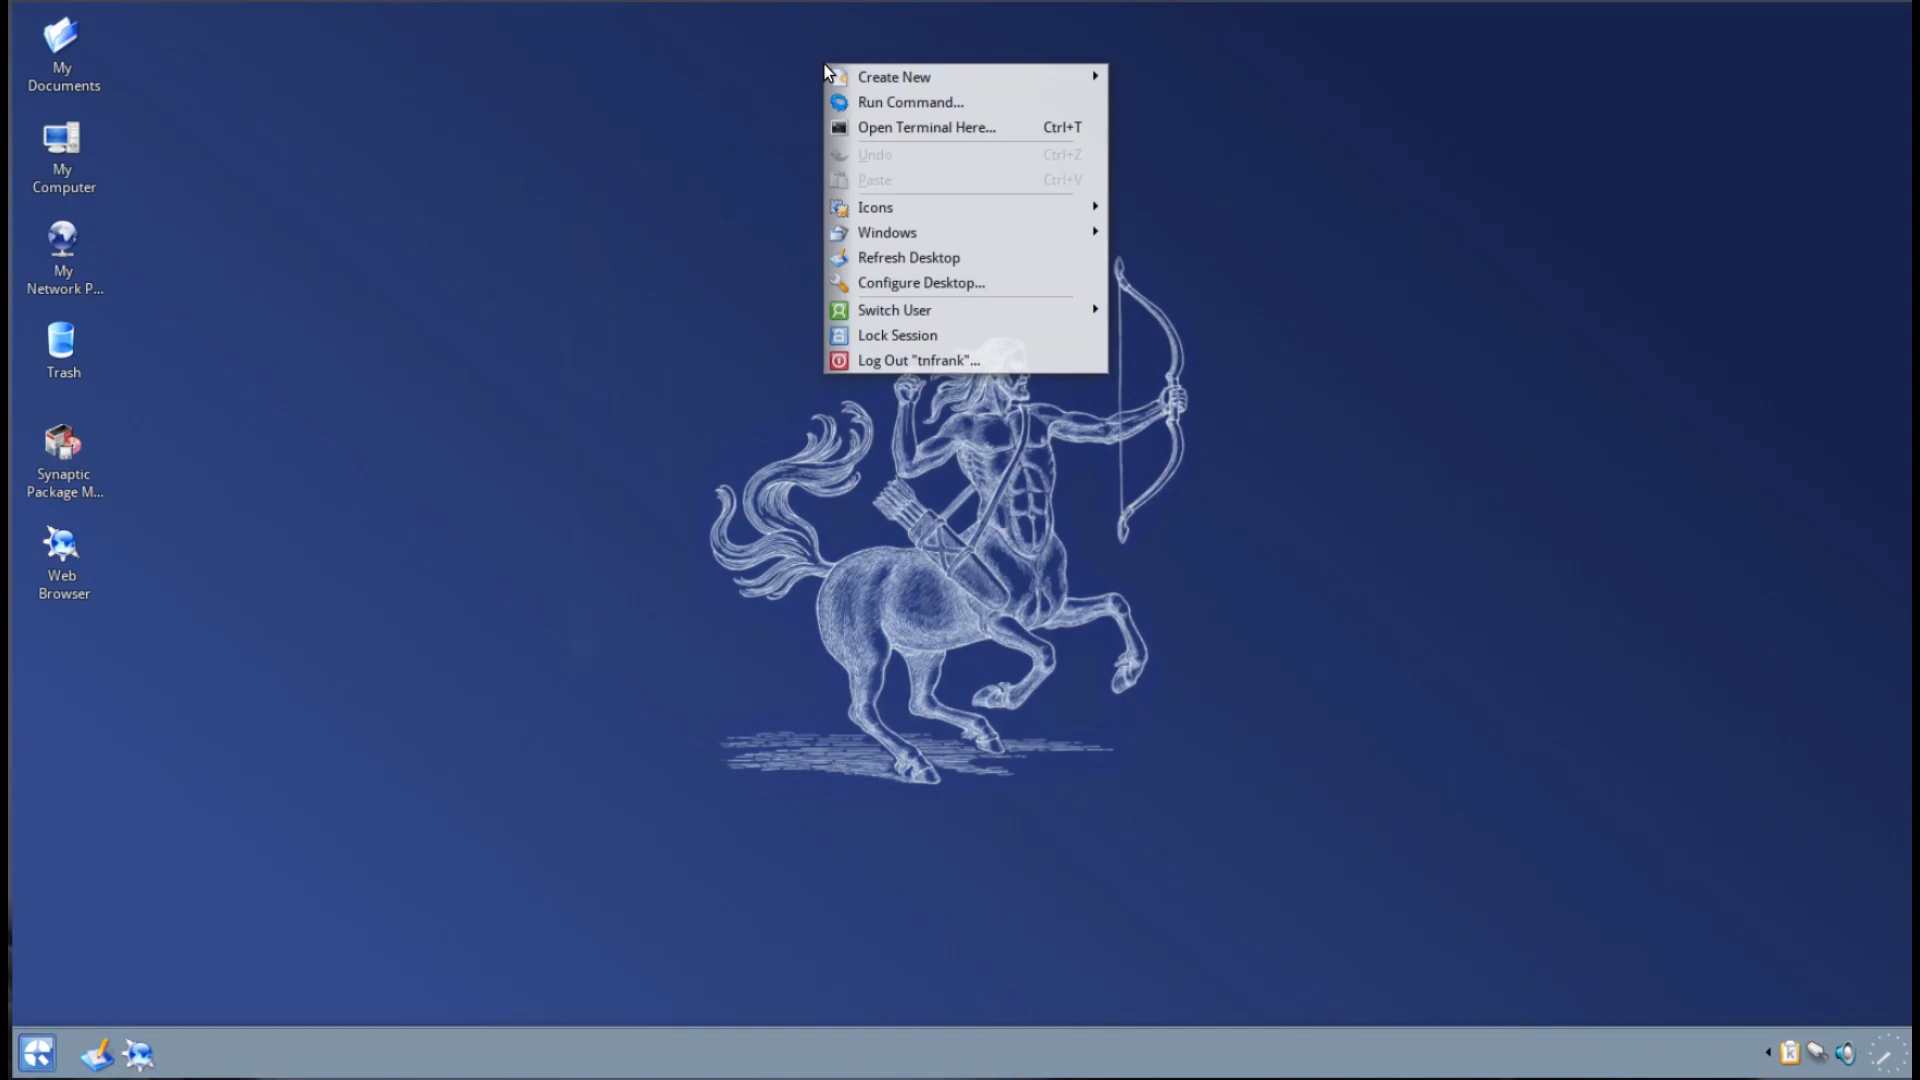 My
Documents
My
Computer
My
Network P...
Trash
Synaptic
Package M...
Web
Browser
Create New
Run Command...
Open Terminal Here... Ctrl+T
Undo Ctrl+Z
Paste Ctrl+V
Icons
Windows
Refresh Desktop
Configure Desktop...
Switch User
Lock Session
Log Out "tnfrank"...